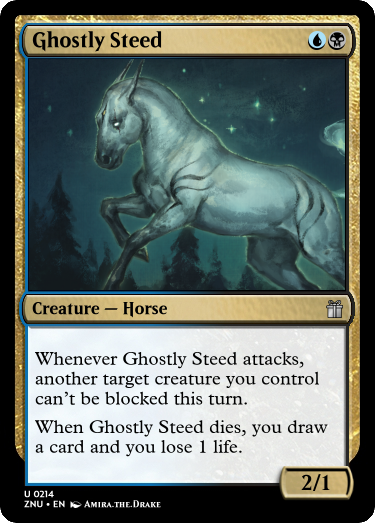 Ghostly Steed
Creature — Horse
Whenever Ghostly Steed attacks,
another target creature you control
can't be blocked this turn.
When Ghostly Steed dies, you draw
a card and you lose 1 life.
2/1
U 0214
ZNU • EN Amira.the.Drake